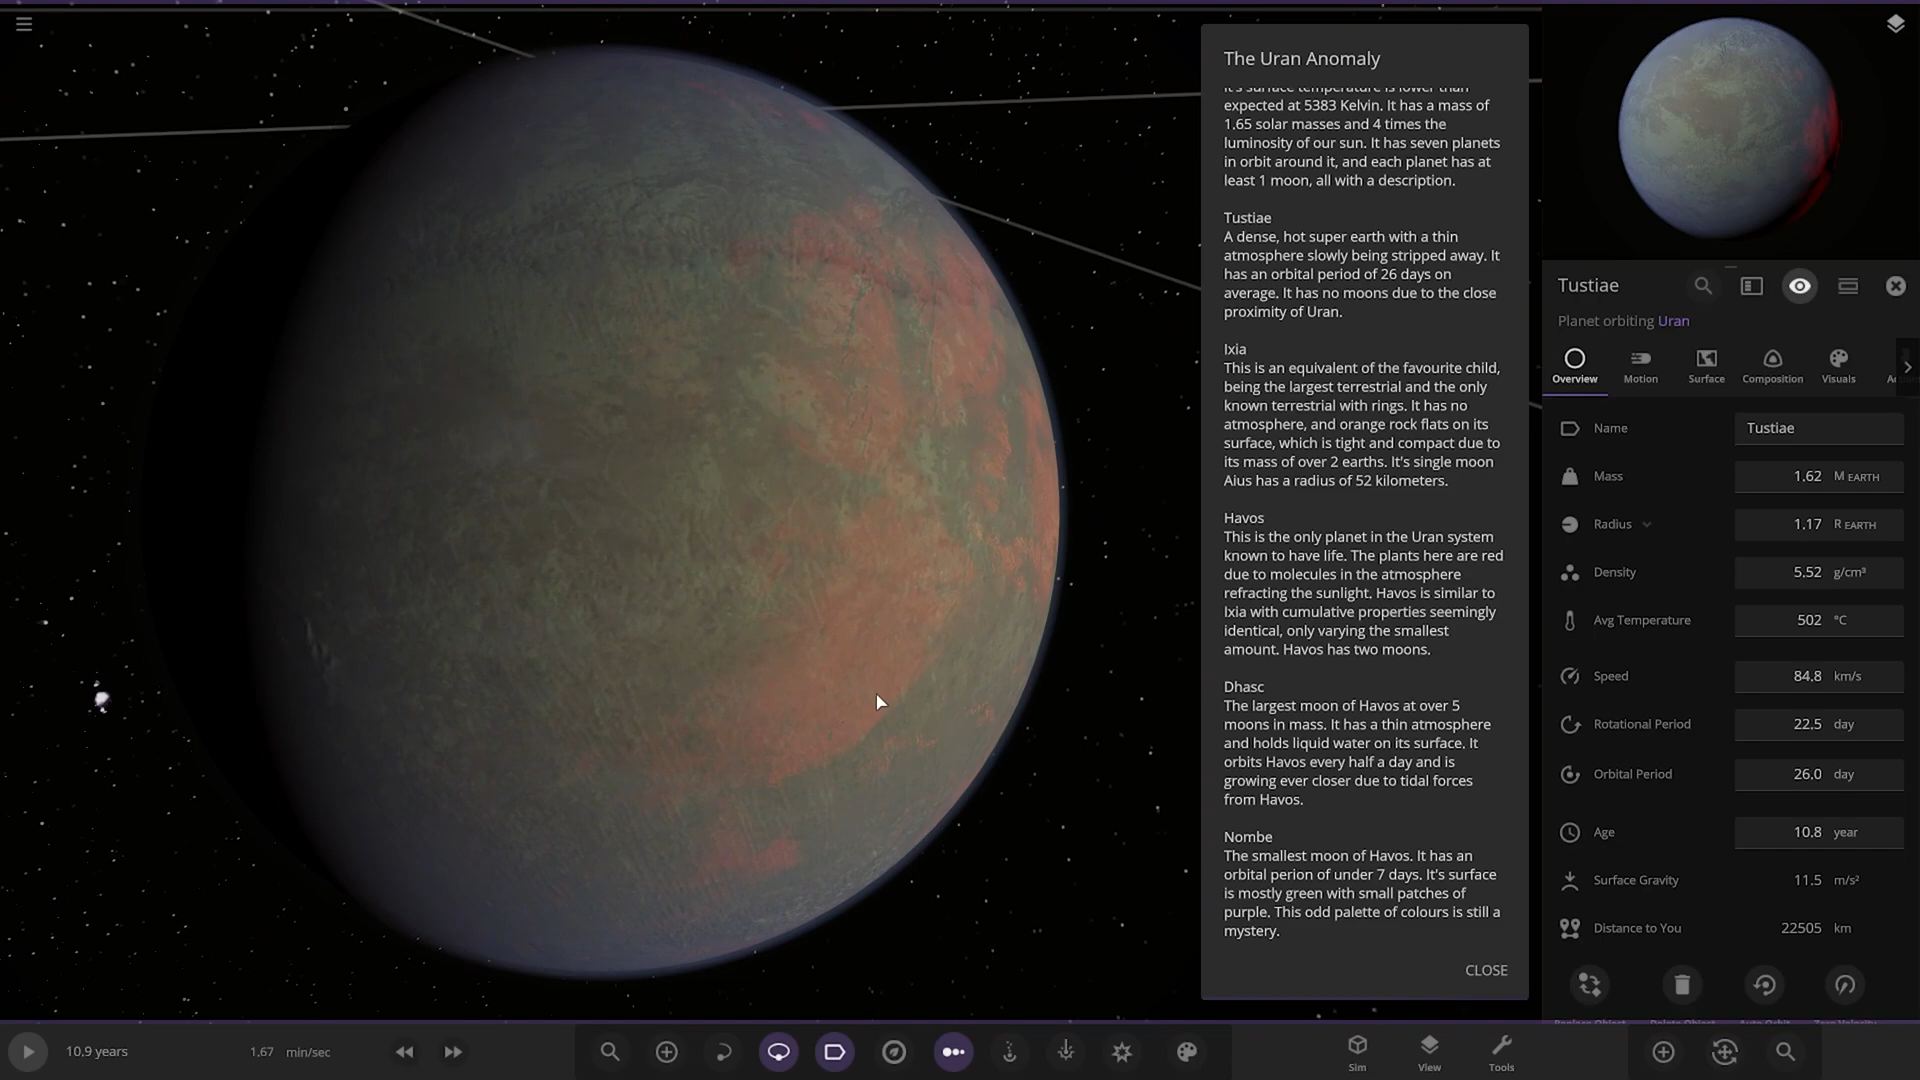 The Uran Anomaly
It's surface temperature is lower than
expected at 5383 Kelvin. It has a mass of
1.65 solar masses and 4 times the
luminosity of our sun. It has seven planets
in orbit around it, and each planet has at
least 1 moon, all with a description.
Tustiae
A dense, hot super earth with a thin
atmosphere slowly being stripped away. It
has an orbital period of 26 days on
average. It has no moons due to the close
proximity of Uran.
Ixia
This is an equivalent of the favourite child,
being the largest terrestrial and the only
known terrestrial with rings. It has no
atmosphere, and orange rock flats on its
surface, which is tight and compact due to
its mass of over 2 earths. It's single moon
Aius has a radius of 52 kilometers.
Havos
This is the only planet in the Uran system
known to have life. The plants here are red
due to molecules in the atmosphere
refracting the sunlight. Havos is similar to
Ixia with cumulative properties seemingly
identical, only varying the smallest
amount. Havos has two moons.
Dhasc
The largest moon of Havos at over 5
moons in mass. It has a thin atmosphere
and holds liquid water on its surface. It
orbits Havos every half a day and is
growing ever closer due to tidal forces
from Havos.
Nombe
The smallest moon of Havos. It has an
orbital perion of under 7 days. It's surface
is mostly green with small patches of
purple. This odd palette of colours is still a
mystery.
CLOSE
Tustiae
Planet orbiting Uran
Overview Motion Surface Composition Visuals
Name Tustiae
Mass 1.62 M EARTH
Radius 1.17 R EARTH
Density 5.52 g/cm³
Avg Temperature 502 °C
Speed 84.8 km/s
Rotational Period 22.5 day
Orbital Period 26.0 day
Age 10.8 year
Surface Gravity 11.5 m/s²
Distance to You 22505 km
10.9 years 1.67 min/sec
Sim View Tools